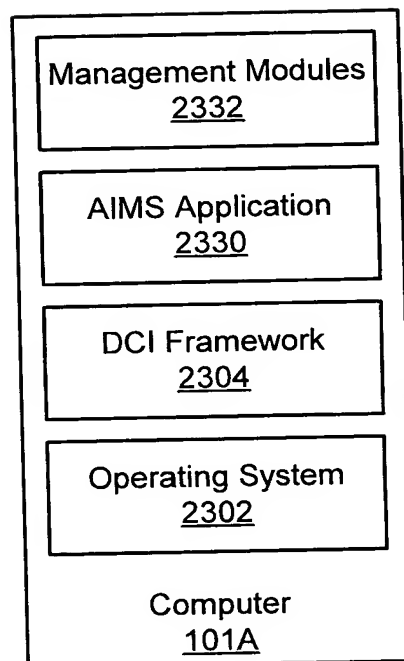 Management Modules
2332
AIMS Application
2330
DCI Framework
2304
Operating System
2302
Computer
101A